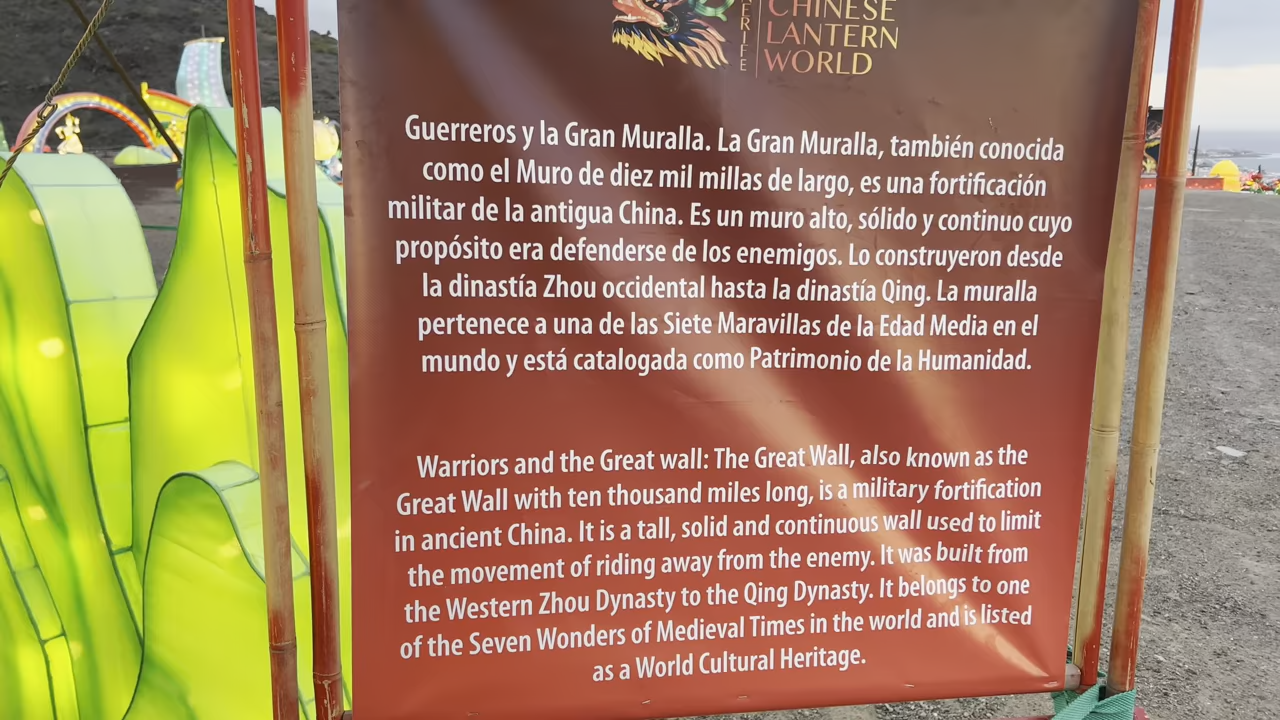 CHINESE
LANTERN
WORLD
Guerreros y la Gran Muralla. La Gran Muralla, también conocida
como el Muro de diez mil millas de largo, es una fortificación
militar de la antigua China. Es un muro alto, sólido y continuo cuyo
propósito era defenderse de los enemigos. Lo construyeron desde
la dinastía Zhou occidental hasta la dinastía Qing. La muralla
pertenece a una de las Siete Maravillas de la Edad Media en el
mundo y está catalogada como Patrimonio de la Humanidad.
Warriors and the Great wall: The Great Wall, also known as the
Great Wall with ten thousand miles long, is a military fortification
in ancient China. It is a tall, solid and continuous wall used to limit
the movement of riding away from the enemy. It was built from
the Western Zhou Dynasty to the Qing Dynasty. It belongs to one
of the Seven Wonders of Medieval Times in the world and is listed
as a World Cultural Heritage.